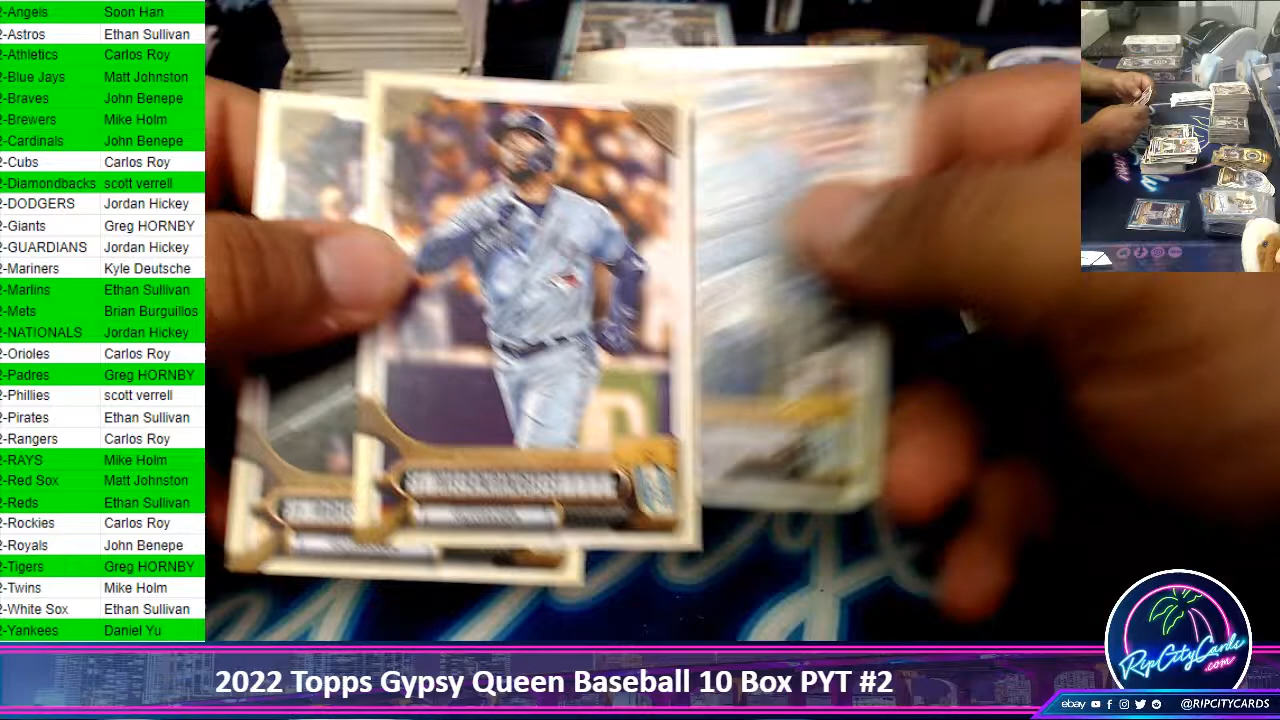 2-Angels Soon Han
2-Astros Ethan Sullivan
2-Athletics Carlos Roy
2-Blue Jays Matt Johnston
2-Braves John Benepe
2-Brewers Mike Holm
2-Cardinals John Benepe
2-Cubs Carlos Roy
2-Diamondbacks scott verrell
2-DODGERS Jordan Hickey
2-Giants Greg HORNBY
2-GUARDIANS Jordan Hickey
2-Mariners Kyle Deutsche
2-Marlins Ethan Sullivan
2-Mets Brian Burguillos
2-NATIONALS Jordan Hickey
2-Orioles Carlos Roy
2-Padres Greg HORNBY
2-Phillies scott verrell
2-Pirates Ethan Sullivan
2-Rangers Carlos Roy
2-RAYS Mike Holm
2-Red Sox Matt Johnston
2-Reds Ethan Sullivan
2-Rockies Carlos Roy
2-Royals John Benepe
2-Tigers Greg HORNBY
2-Twins Mike Holm
2-White Sox Ethan Sullivan
2-Yankees Daniel Yu
2022 Topps Gypsy Queen Baseball 10 Box PYT #2
RipCityCards
.com
ebay @RIPCITYCARDS